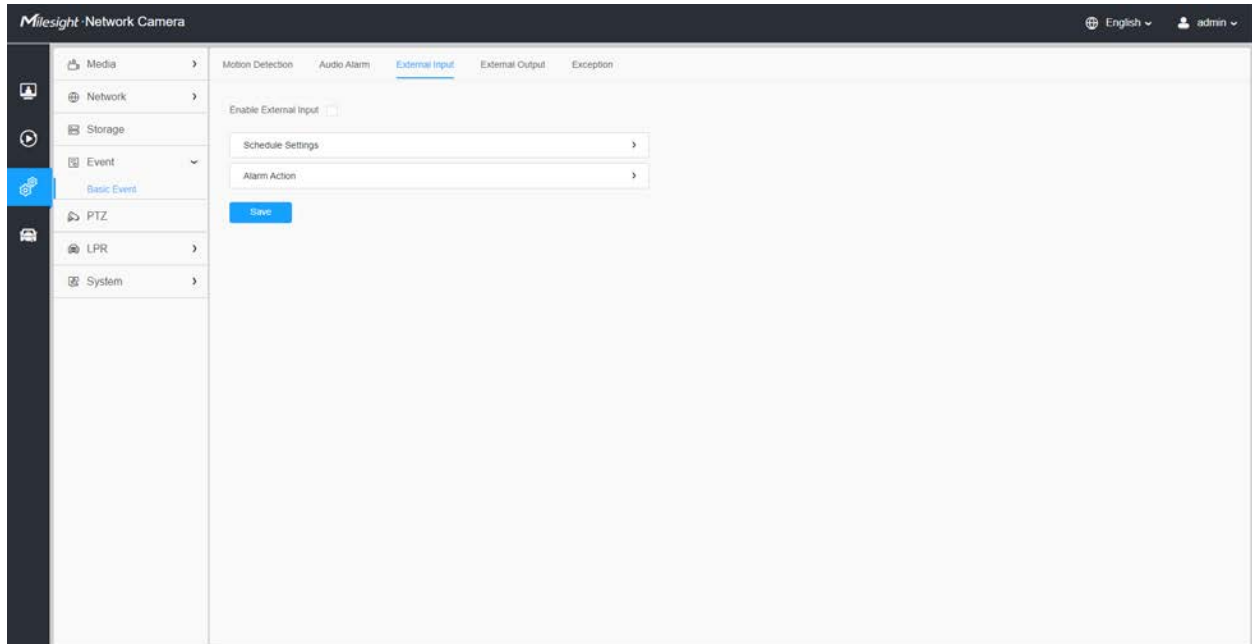 Milesight · Network Camera
English
admin
Media
Network
Storage
Event
Basic Event
PTZ
LPR
System
Motion Detection
Audio Alarm
External Input
External Output
Exception
Enable External Input
Schedule Settings
Alarm Action
Save